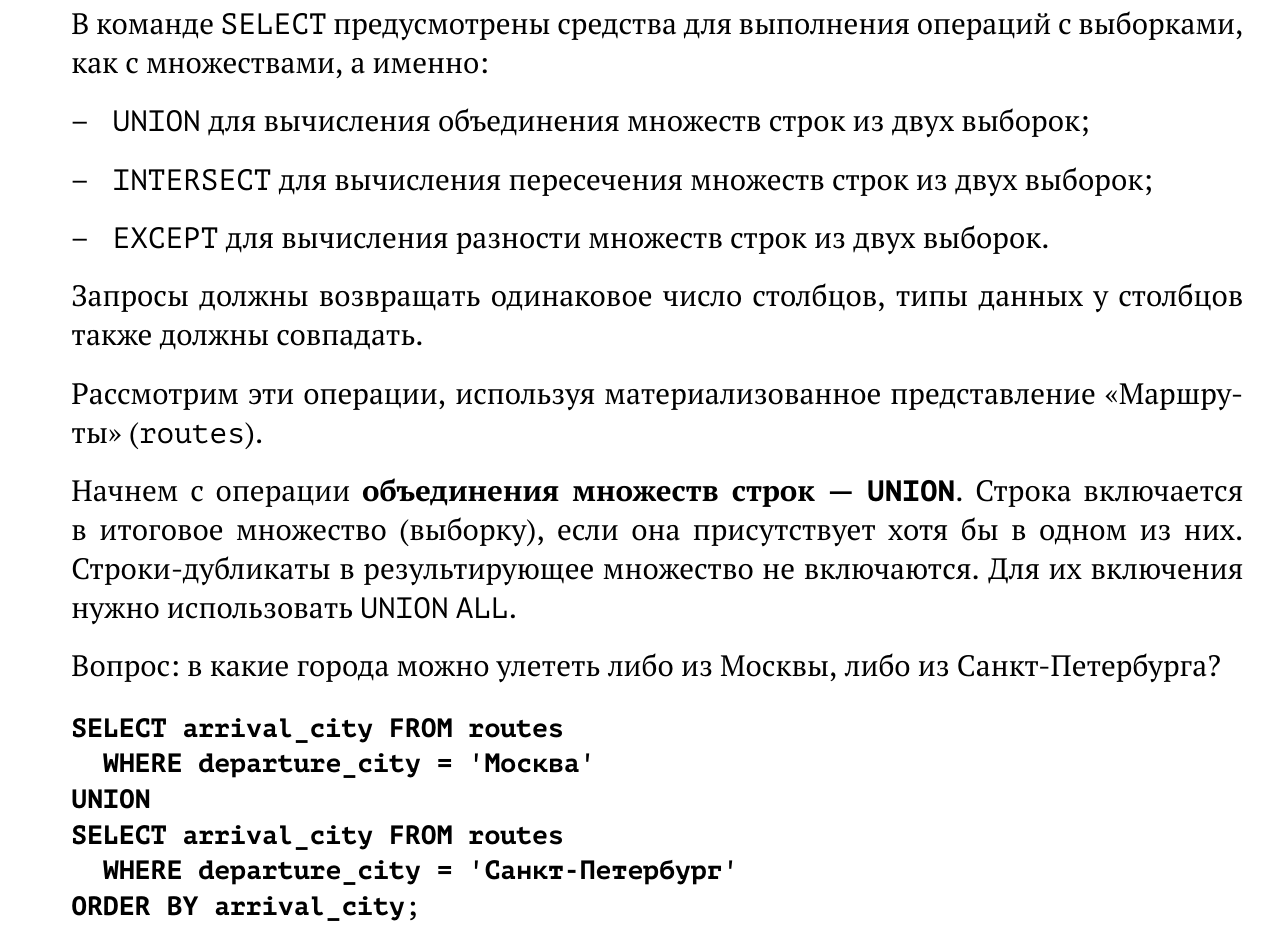 В команде SELECT предусмотрены средства для выполнения операций с выборками,
как с множествами, а именно:
– UNION для вычисления объединения множеств строк из двух выборок;
– INTERSECT для вычисления пересечения множеств строк из двух выборок;
– EXCEPT для вычисления разности множеств строк из двух выборок.
Запросы должны возвращать одинаковое число столбцов, типы данных у столбцов
также должны совпадать.
Рассмотрим эти операции, используя материализованное представление «Маршру-
ты» (routes).
Начнем с операции объединения множеств строк — UNION. Строка включается
в итоговое множество (выборку), если она присутствует хотя бы в одном из них.
Строки-дубликаты в результирующее множество не включаются. Для их включения
нужно использовать UNION ALL.
Вопрос: в какие города можно улететь либо из Москвы, либо из Санкт-Петербурга?
SELECT arrival_city FROM routes
  WHERE departure_city = 'Москва'
UNION
SELECT arrival_city FROM routes
  WHERE departure_city = 'Санкт-Петербург'
ORDER BY arrival_city;